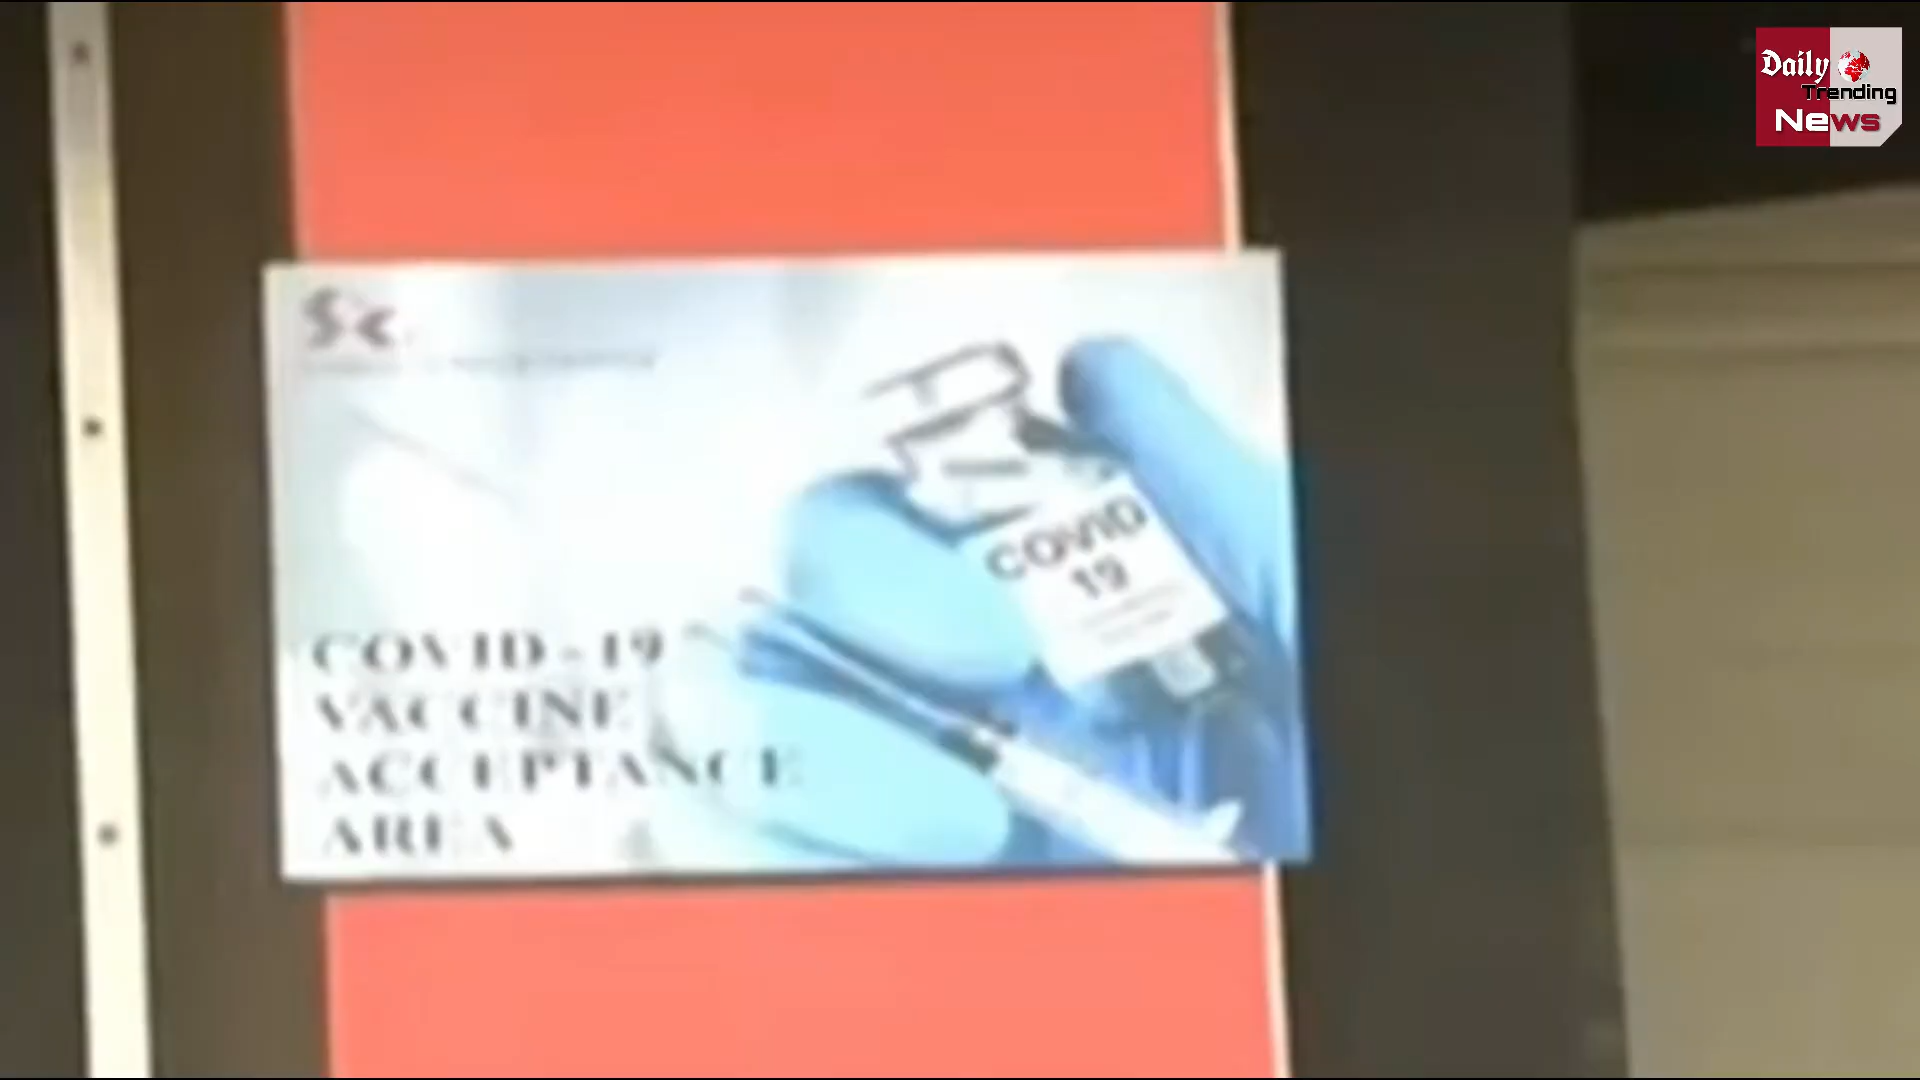 Daily
Trending
News
COVID
19
COVID-19
VACCINE
ACCEPTANCE
AREA